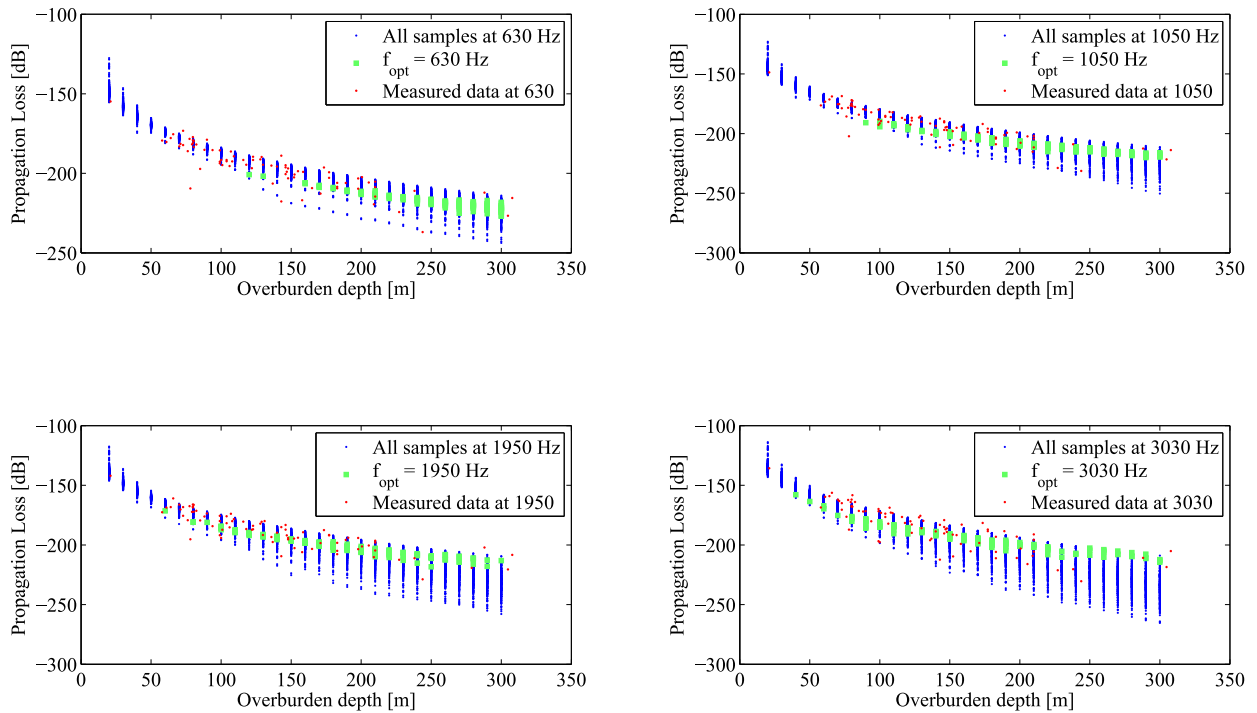 −100
−150
−200
−250
0
50
100
150
200
250
300
350
Propagation Loss [dB]
Overburden depth [m]
All samples at 630 Hz
f_opt = 630 Hz
Measured data at 630
−100
−150
−200
−250
−300
0
50
100
150
200
250
300
350
Propagation Loss [dB]
Overburden depth [m]
All samples at 1050 Hz
f_opt = 1050 Hz
Measured data at 1050
−100
−150
−200
−250
−300
0
50
100
150
200
250
300
350
Propagation Loss [dB]
Overburden depth [m]
All samples at 1950 Hz
f_opt = 1950 Hz
Measured data at 1950
−100
−150
−200
−250
−300
0
50
100
150
200
250
300
350
Propagation Loss [dB]
Overburden depth [m]
All samples at 3030 Hz
f_opt = 3030 Hz
Measured data at 3030